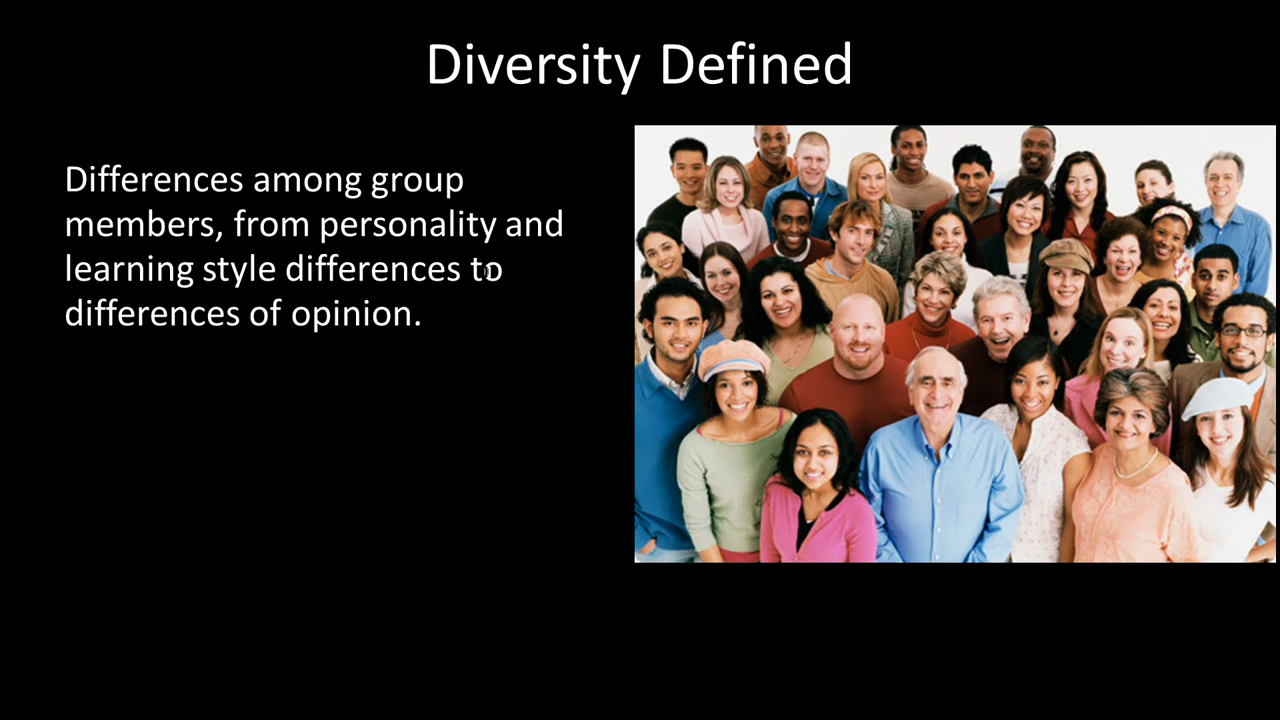 Diversity Defined
Differences among group
members, from personality and
learning style differences to
differences of opinion.